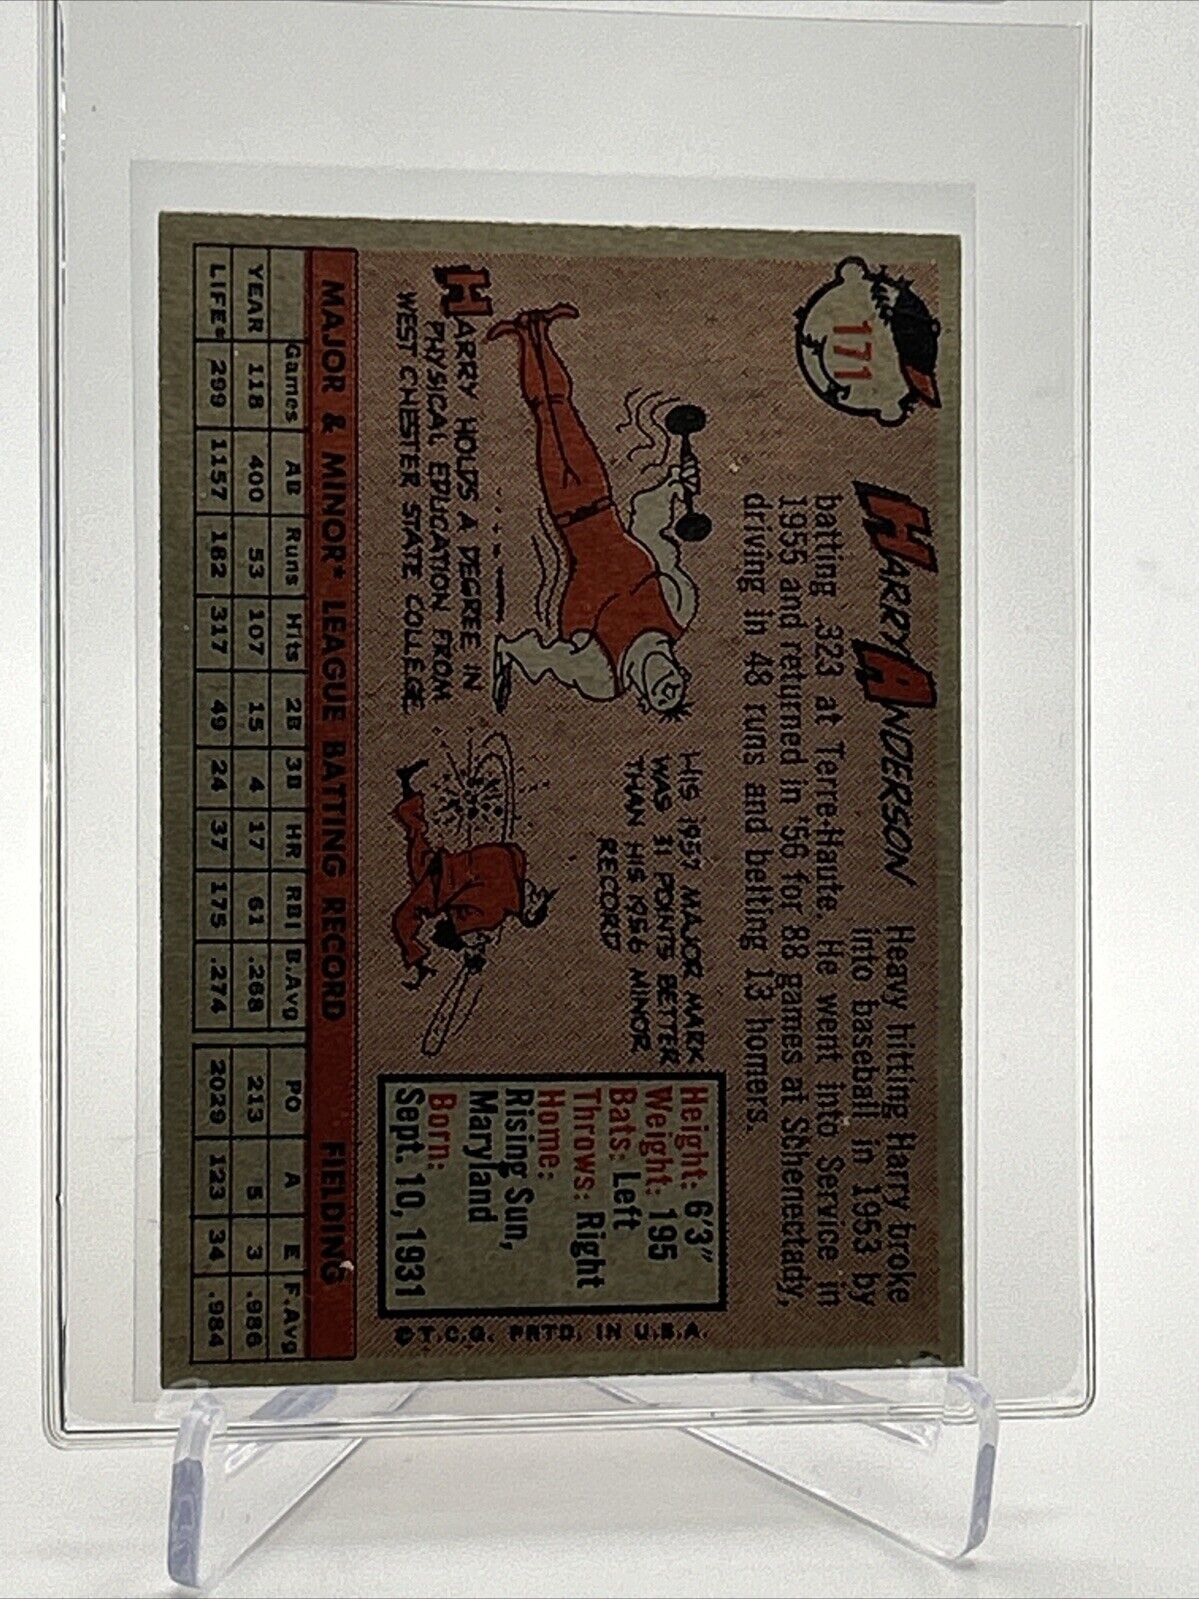 171
HARRY ANDERSON
Heavy hitting Harry broke
into baseball in 1953 by
batting .323 at Terre-Haute. He went into Service in
1955 and returned in '56 for 88 games at Schenectady,
driving in 48 runs and belting 13 homers.
HARRY HOLDS A DEGREE IN
PHYSICAL EDUCATION FROM
WEST CHESTER STATE COLLEGE
HIS 1957 MAJOR MARK
WAS 31 POINTS BETTER
THAN HIS 1956 MINOR
RECORD
Height: 6'3"
Weight: 195
Bats: Left
Throws: Right
Home:
Rising Sun,
Maryland
Born:
Sept. 10, 1931
© T.C.G. PRTD. IN U.S.A.
MAJOR & MINOR* LEAGUE BATTING RECORD FIELDING
Games AB Runs Hits 2B 3B HR RBI B.Avg PO A E F.Avg
YEAR 118 400 53 107 15 4 17 61 .268 213 5 3 .986
LIFE* 299 1157 182 317 49 24 37 175 .274 2029 123 34 .984